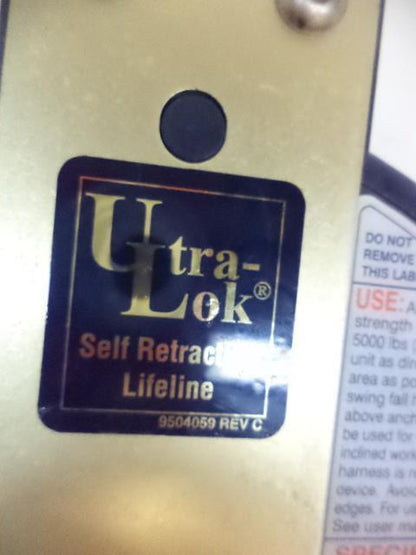 Ultra-
Lok®
Self
Lifeline
9504059 REV C
DO NOT
REMOVE
THIS LAB
USE: A
strength
5000 lbs
unit as dir
area as po
swing fall h
above anch
be used for
inclined work
harness is r
device. Avoi
edges. For us
See user ma